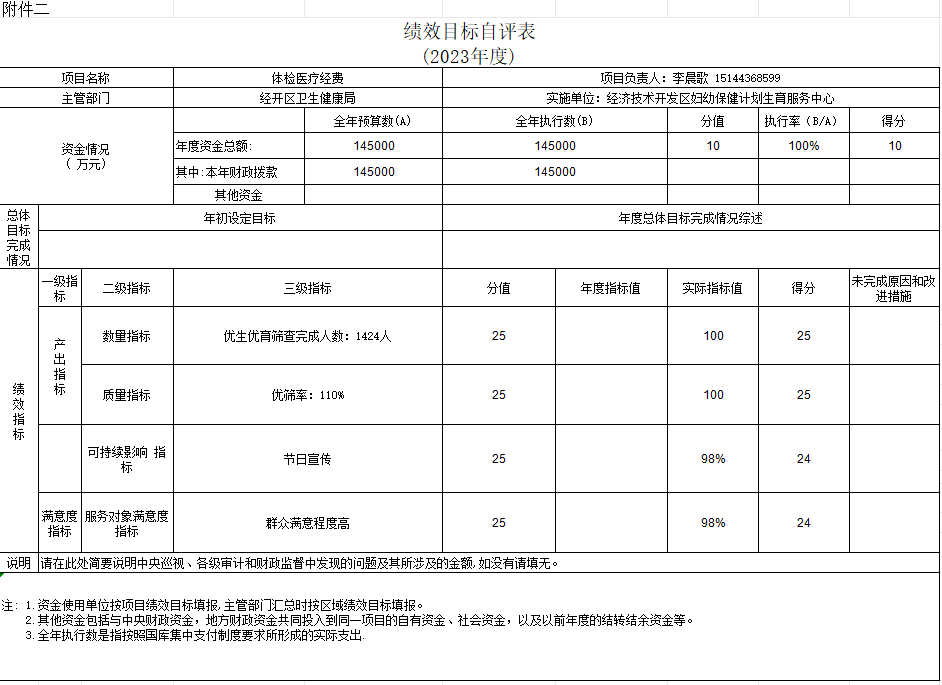 附件二
绩效目标自评表
(2023年度)
项目名称 体检医疗经费 项目负责人：李晨歌 15144368599
主管部门 经开区卫生健康局 实施单位：经济技术开发区妇幼保健计划生育服务中心
资金情况
（ 万元）
全年预算数(A) 全年执行数(B) 分值 执行率（B/A） 得分
年度资金总额: 145000 145000 10 100% 10
其中:本年财政拨款 145000 145000
其他资金
总体
目标
完成
情况
年初设定目标 年度总体目标完成情况综述
绩
效
指
标
一级指
标
二级指标 三级指标 分值 年度指标值 实际指标值 得分
未完成原因和改
进措施
产
出
指
标
数量指标 优生优育筛查完成人数：1424人 25 100 25
质量指标 优筛率：110% 25 100 25
可持续影响 指
标
节日宣传 25 98% 24
满意度
指标
服务对象满意度
指标
群众满意程度高 25 98% 24
说明 请在此处简要说明中央巡视、各级审计和财政监督中发现的问题及其所涉及的金额,如没有请填无。
注：1.资金使用单位按项目绩效目标填报,主管部门汇总时按区域绩效目标填报。
2.其他资金包括与中央财政资金，地方财政资金共同投入到同一项目的自有资金、社会资金，以及以前年度的结转结余资金等。
3.全年执行数是指按照国库集中支付制度要求所形成的实际支出.